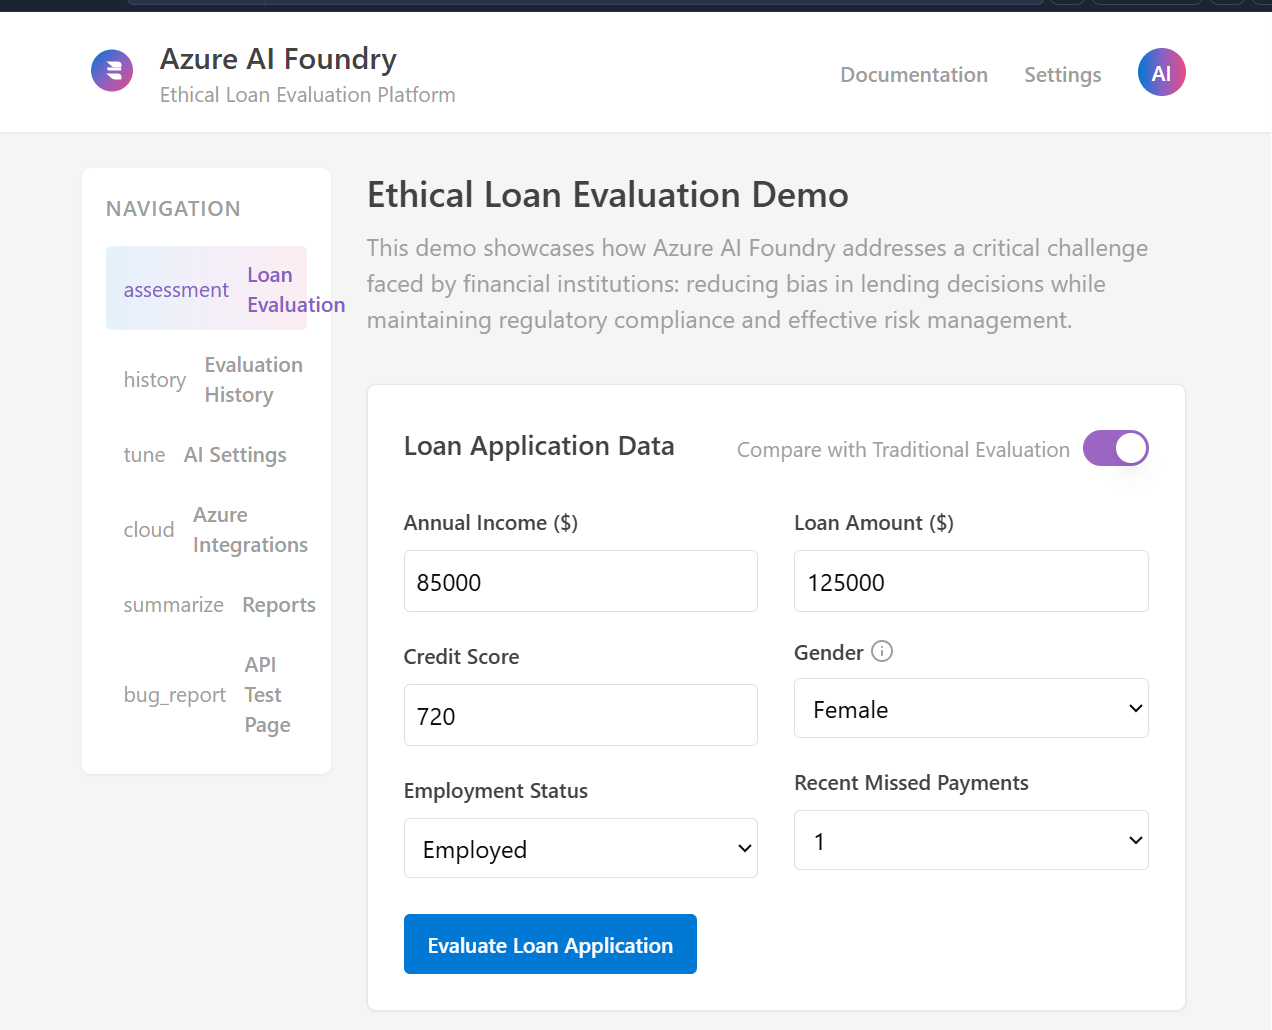 Azure AI Foundry
Ethical Loan Evaluation Platform
Documentation
Settings
AI
NAVIGATION
assessment
Loan
Evaluation
history
Evaluation
History
tune
AI Settings
cloud
Azure
Integrations
summarize
Reports
bug_report
API
Test
Page
Ethical Loan Evaluation Demo
This demo showcases how Azure AI Foundry addresses a critical challenge
faced by financial institutions: reducing bias in lending decisions while
maintaining regulatory compliance and effective risk management.
Loan Application Data
Compare with Traditional Evaluation
Annual Income ($)
85000
Loan Amount ($)
125000
Credit Score
720
Gender
Female
Employment Status
Employed
Recent Missed Payments
1
Evaluate Loan Application